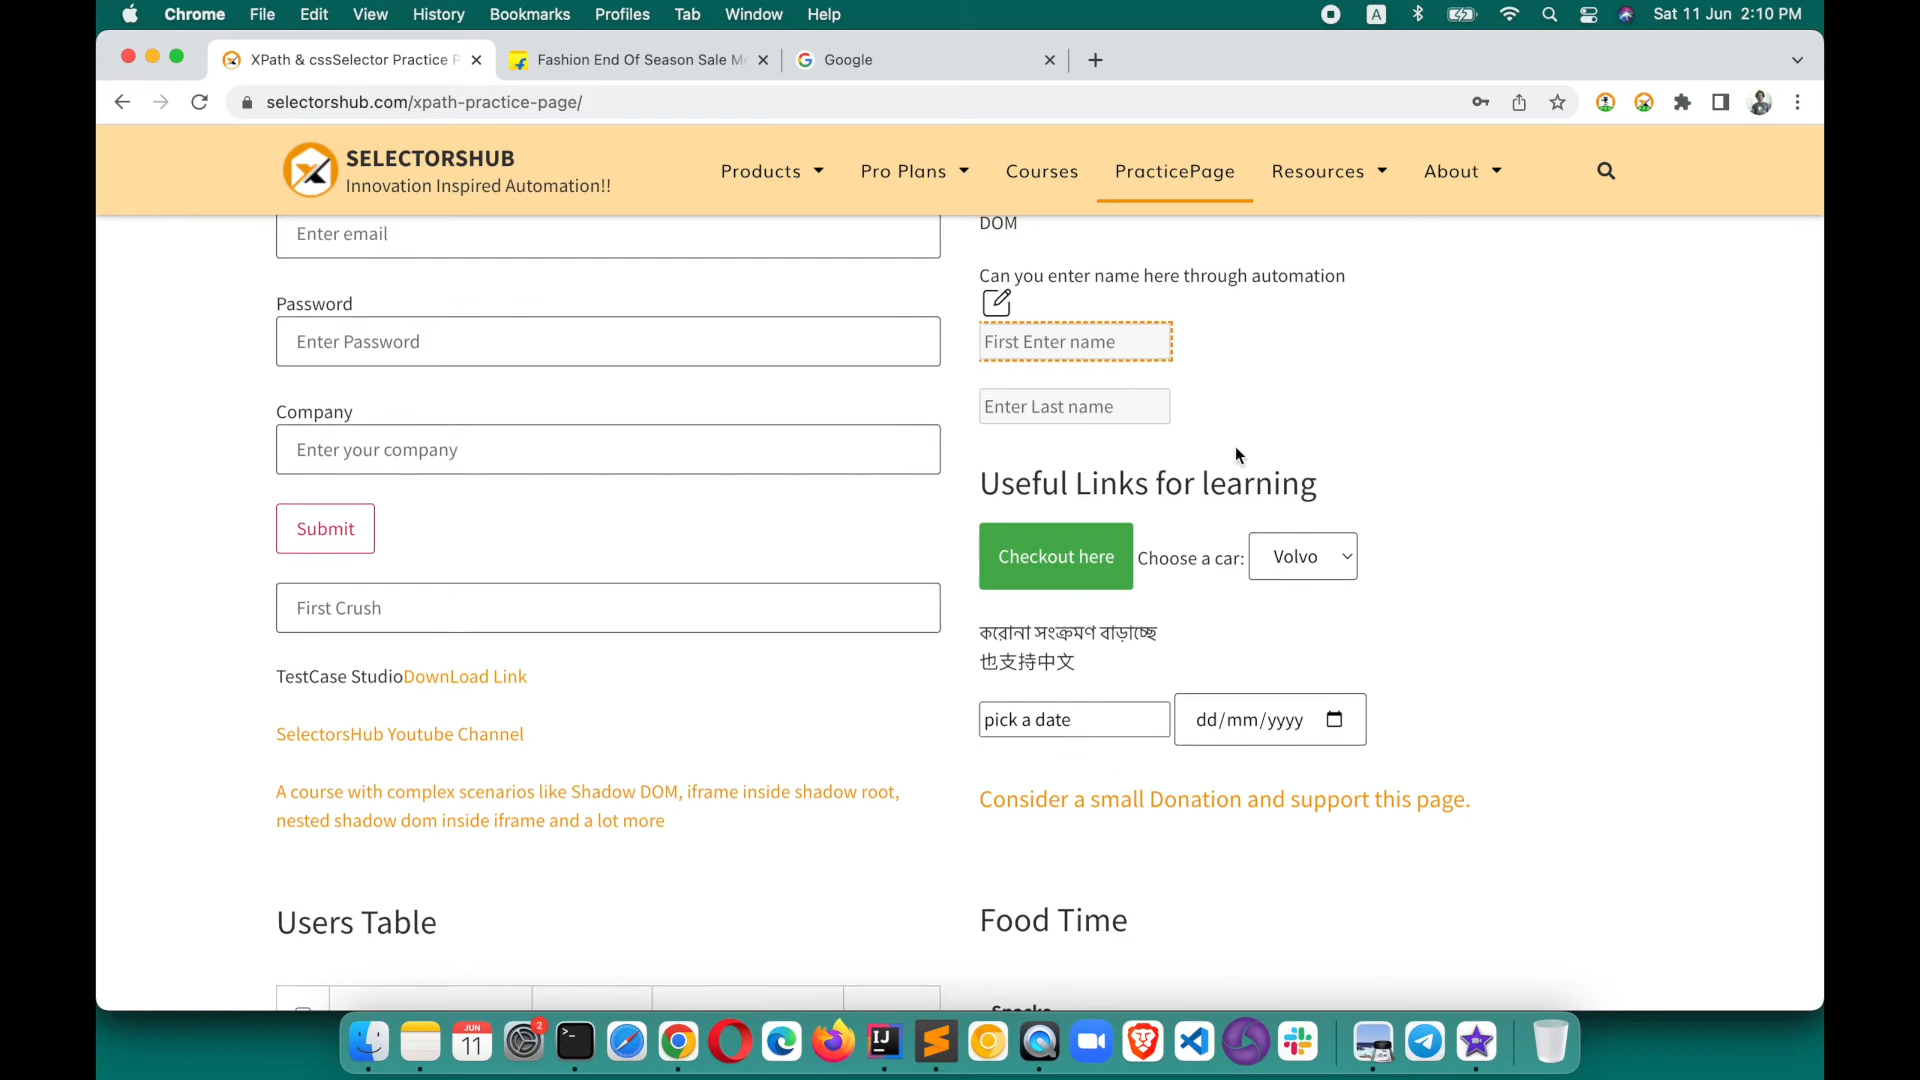 Chrome File Edit View History Bookmarks Profiles Tab Window Help
A
Sat 11 Jun 2:10 PM
XPath & cssSelector Practice P
Fashion End Of Season Sale M
Google
selectorshub.com/xpath-practice-page/
SELECTORSHUB
Innovation Inspired Automation!!
Products Pro Plans Courses PracticePage Resources About
Enter email
Password
Enter Password
Company
Enter your company
Submit
First Crush
TestCase StudioDownLoad Link
SelectorsHub Youtube Channel
A course with complex scenarios like Shadow DOM, iframe inside shadow root,
nested shadow dom inside iframe and a lot more
Users Table
DOM
Can you enter name here through automation
First Enter name
Enter Last name
Useful Links for learning
Checkout here
Choose a car: Volvo
করোনা সংক্রমণ বাড়াচ্ছে
也支持中文
pick a date
dd/mm/yyyy
Consider a small Donation and support this page.
Food Time
JUN
11
2
IJ